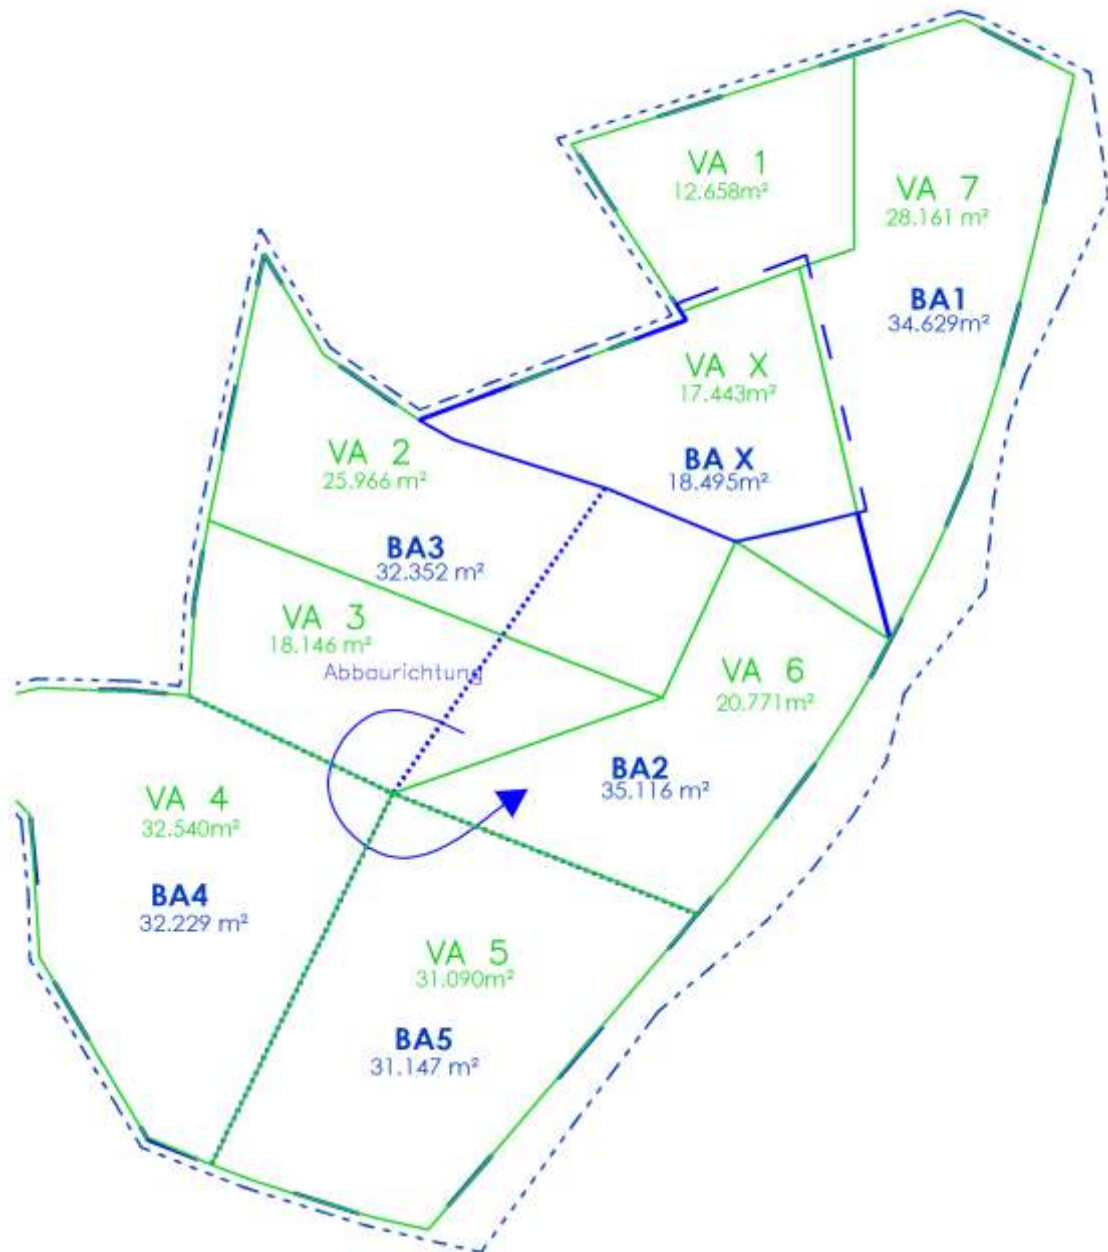 VA 1
12.658m²
VA 7
28.161 m²
BA1
34.629m²
VA X
17.443m²
BA X
18.495m²
VA 2
25.966 m²
BA3
32.352 m²
VA 3
18.146 m²
Abbaurichtung
VA 6
20.771m²
BA2
35.116 m²
VA 4
32.540m²
BA4
32.229 m²
VA 5
31.090m²
BA5
31.147 m²